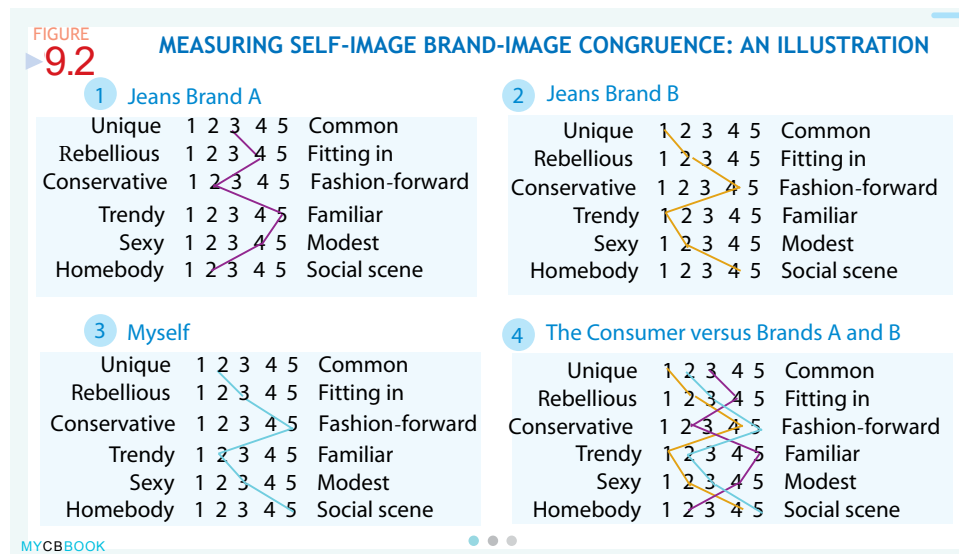 FIGURE
9.2
MEASURING SELF-IMAGE BRAND-IMAGE CONGRUENCE: AN ILLUSTRATION
1 Jeans Brand A
Unique 1 2 3 4 5 Common
Rebellious 1 2 3 4 5 Fitting in
Conservative 1 2 3 4 5 Fashion-forward
Trendy 1 2 3 4 5 Familiar
Sexy 1 2 3 4 5 Modest
Homebody 1 2 3 4 5 Social scene
2 Jeans Brand B
Unique 1 2 3 4 5 Common
Rebellious 1 2 3 4 5 Fitting in
Conservative 1 2 3 4 5 Fashion-forward
Trendy 1 2 3 4 5 Familiar
Sexy 1 2 3 4 5 Modest
Homebody 1 2 3 4 5 Social scene
3 Myself
Unique 1 2 3 4 5 Common
Rebellious 1 2 3 4 5 Fitting in
Conservative 1 2 3 4 5 Fashion-forward
Trendy 1 2 3 4 5 Familiar
Sexy 1 2 3 4 5 Modest
Homebody 1 2 3 4 5 Social scene
4 The Consumer versus Brands A and B
Unique 1 2 3 4 5 Common
Rebellious 1 2 3 4 5 Fitting in
Conservative 1 2 3 4 5 Fashion-forward
Trendy 1 2 3 4 5 Familiar
Sexy 1 2 3 4 5 Modest
Homebody 1 2 3 4 5 Social scene
MYCBBOOK